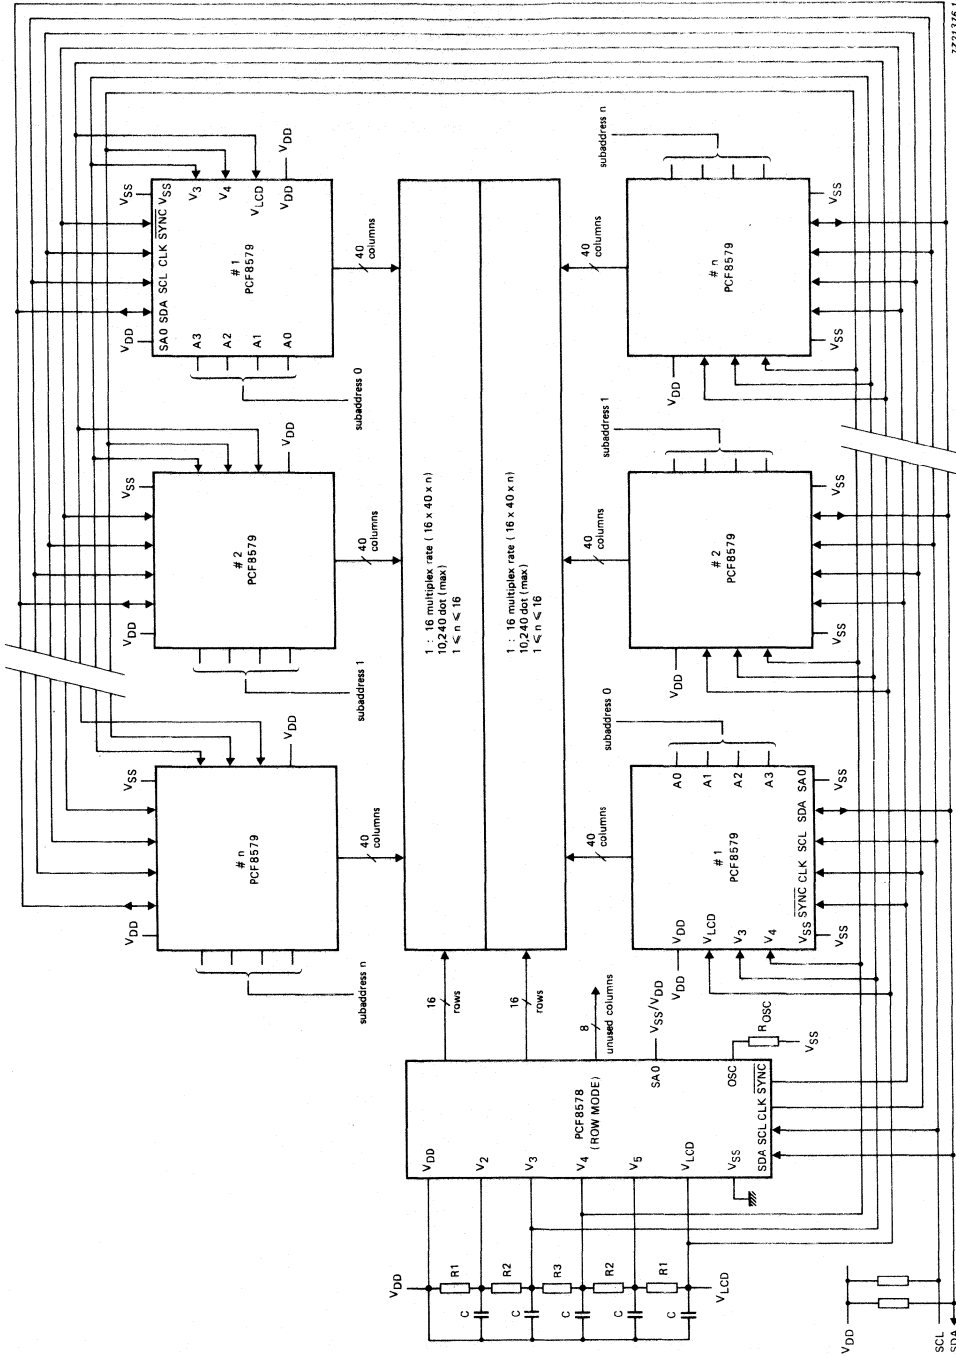 7Z21376.1
subaddress n
VDD
VSS
VSS
V3
V4
VLCD
VDD
SYNC
CLK
SCL
SDA
SA0
VDD
# 1
PCF8579
A3
A2
A1
A0
subaddress 0
40
columns
40
columns
# n
PCF8579
VSS
VSS
VDD
VDD
VSS
VDD
# 2
PCF8579
subaddress 1
40
columns
1 : 16 multiplex rate ( 16 x 40 x n)
10,240 dot (max)
1 ⩽ n ⩽ 16
1 : 16 multiplex rate ( 16 x 40 x n)
10,240 dot (max)
1 ⩽ n ⩽ 16
40
columns
subaddress 1
# 2
PCF8579
VSS
VSS
VDD
VDD
VSS
VDD
# n
PCF8579
subaddress n
40
columns
40
columns
subaddress 0
A0
A1
A2
A3
SA0
VSS
SDA
SCL
CLK
SYNC
VSS
VSS
# 1
PCF8579
VDD
VLCD
V3
V4
VDD
16
rows
16
rows
8
unused columns
VSS/VDD
SA0
ROSC
OSC
VSS
PCF8578
(ROW MODE)
VDD
V2
V3
V4
V5
VLCD
VSS
SDA SCL CLK SYNC
VDD
R1
R2
R3
R2
R1
VLCD
C
C
C
C
C
VDD
SCL
SDA